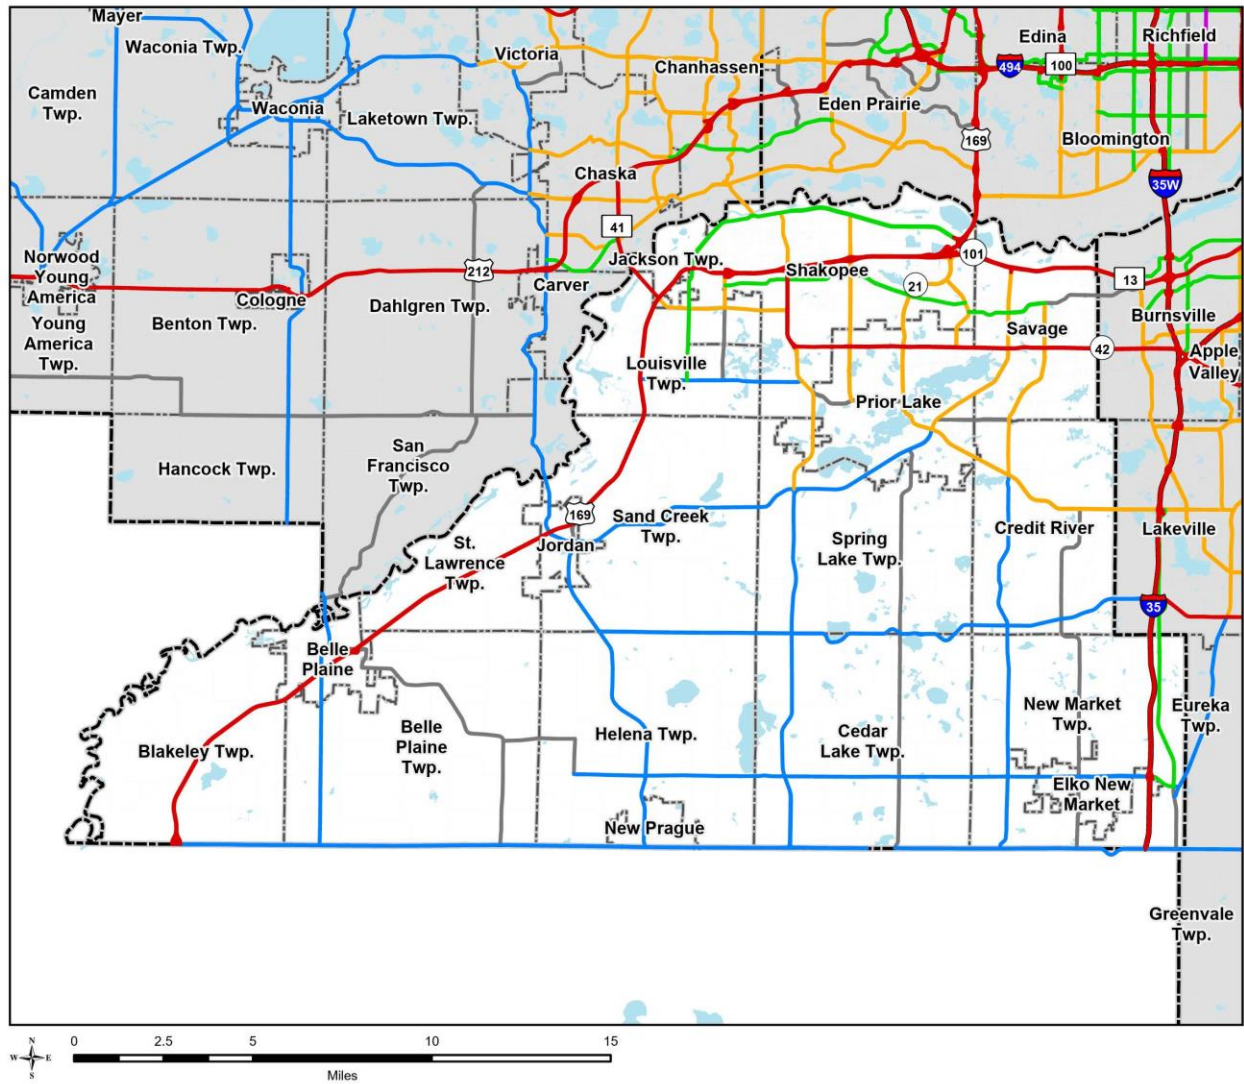 Mayer
Waconia Twp.
Victoria
Edina
Richfield
Chanhassen
494
100
Camden
Twp.
Waconia
Laketown Twp.
Eden Prairie
169
Bloomington
Chaska
35W
41
Norwood
Young
America
Young
America
Twp.
Cologne
212
Carver
Jackson Twp.
Shakopee
101
21
13
Benton Twp.
Dahlgren Twp.
Burnsville
Savage
42
Apple
Valley
Louisville
Twp.
Prior Lake
Hancock Twp.
San
Francisco
Twp.
169
Sand Creek
Twp.
Jordan
St.
Lawrence
Twp.
Spring
Lake Twp.
Credit River
Lakeville
35
Belle
Plaine
Blakeley Twp.
Belle
Plaine
Twp.
Helena Twp.
Cedar
Lake Twp.
New Market
Twp.
Eureka
Twp.
Elko New
Market
New Prague
Greenvale
Twp.
N
W E
S
0 2.5 5 10 15
Miles